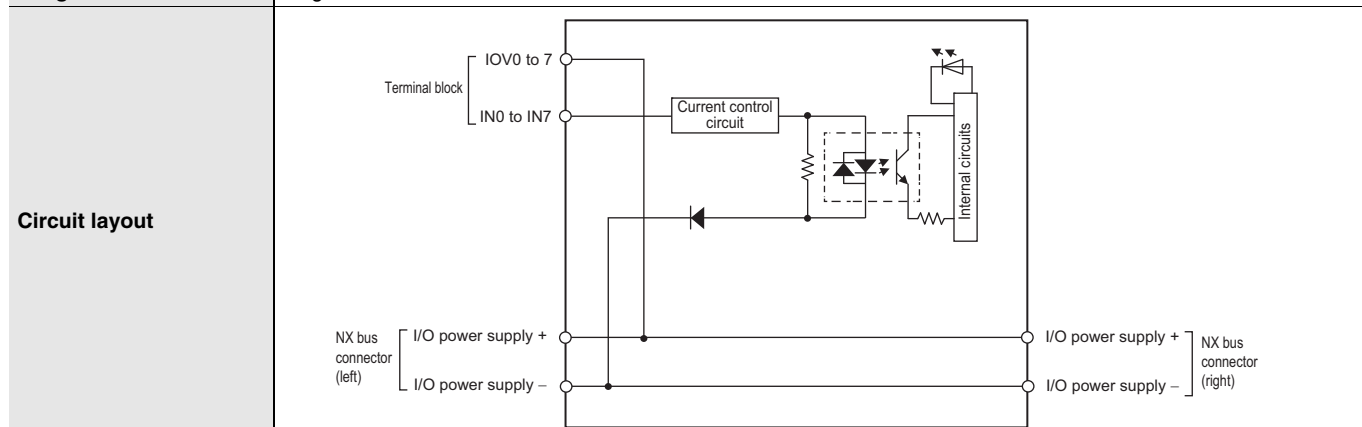 Circuit layout
Terminal block
IOV0 to 7
IN0 to IN7
Current control
circuit
Internal circuits
NX bus
connector
(left)
I/O power supply +
I/O power supply −
I/O power supply +
I/O power supply −
NX bus
connector
(right)